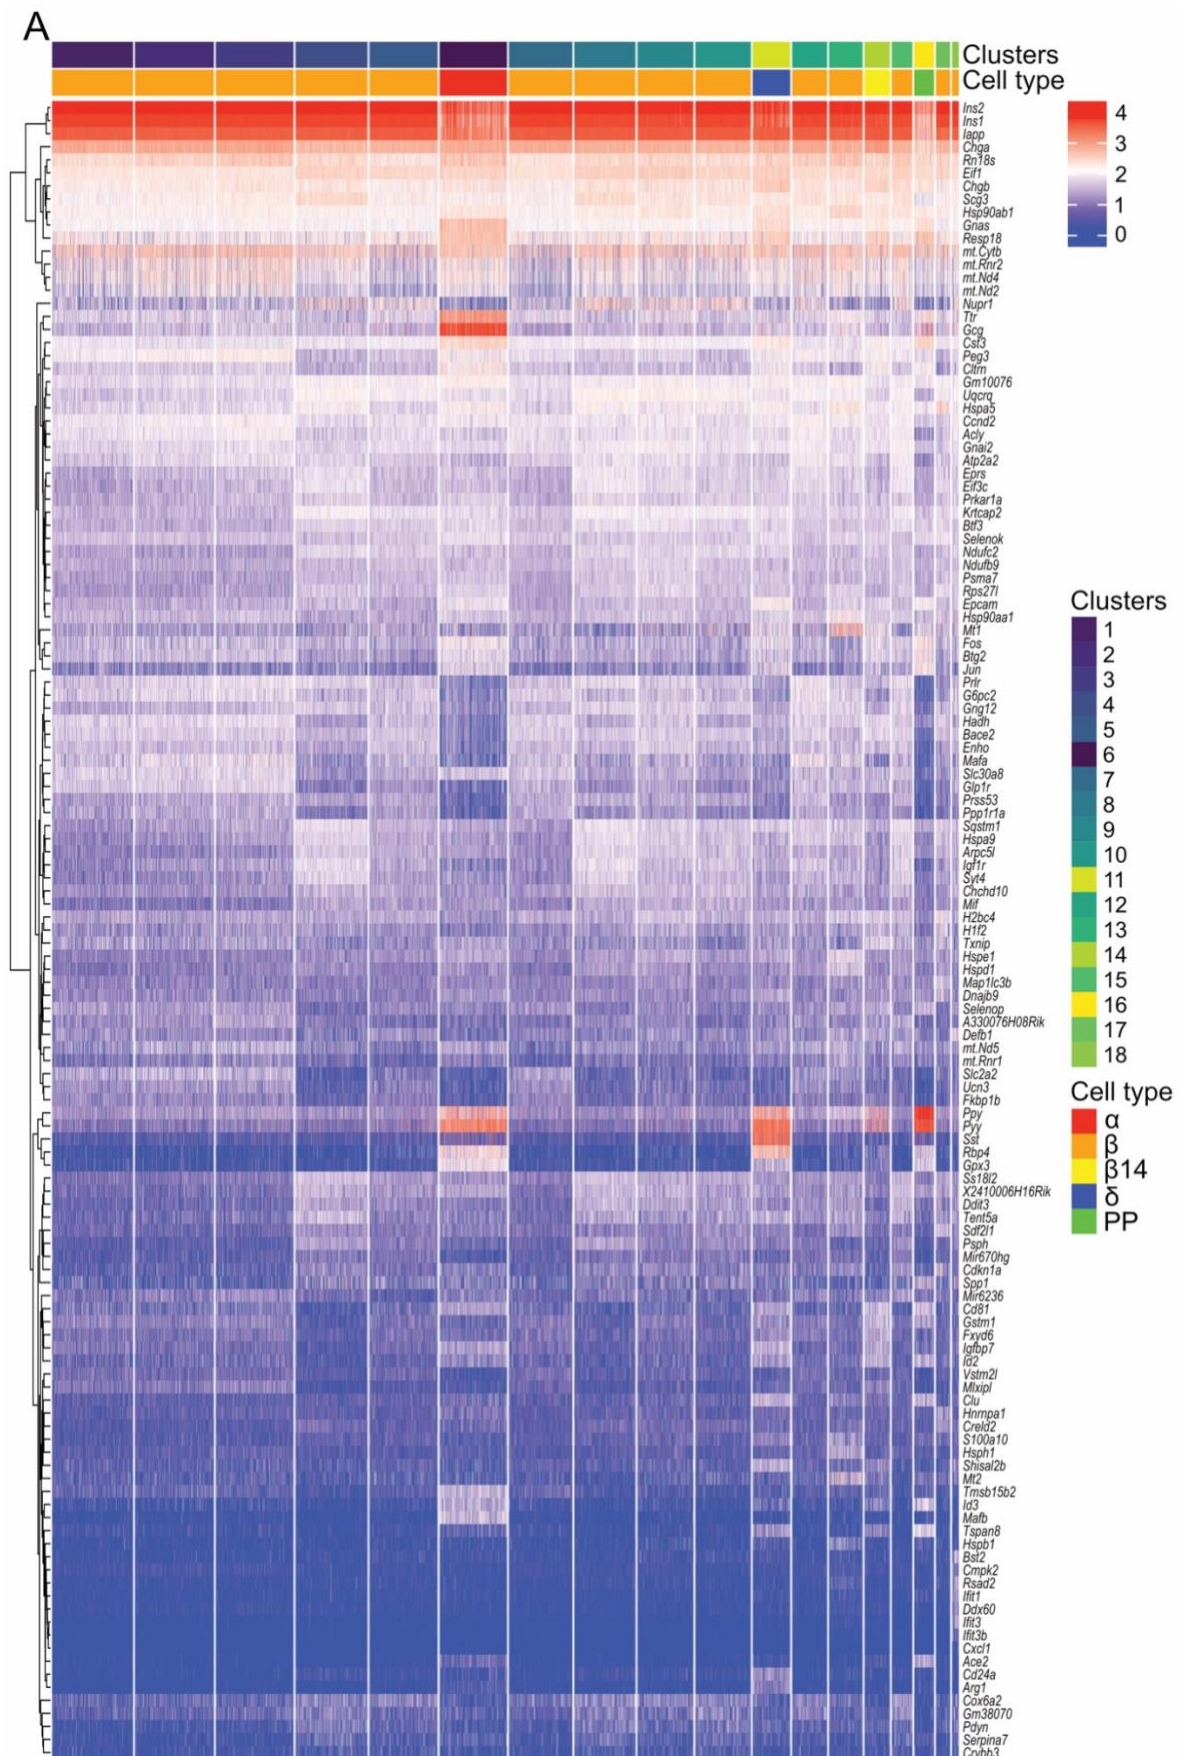 A
Clusters
Cell type
Ins2
Ins1
Iapp
Chga
Rn18s
Eif1
Chgb
Scg3
Hsp90ab1
Gnas
Resp18
mt.Cytb
mt.Rnr2
mt.Nd4
mt.Nd2
Nupr1
Ttr
Gcg
Cst3
Peg3
Cltrn
Gm10076
Uqcrq
Hspa5
Ccnd2
Acly
Gnai2
Atp2a2
Eprs
Eif3c
Prkar1a
Krtcap2
Btf3
Selenok
Ndufc2
Ndufb9
Psma7
Rps27l
Epcam
Hsp90aa1
Mt1
Fos
Btg2
Jun
Prlr
G6pc2
Gng12
Hadh
Bace2
Enho
Mafa
Slc30a8
Glp1r
Prss53
Ppp1r1a
Sqstm1
Hspa9
Arpc5l
Igf1r
Syt4
Chchd10
Mif
H2bc4
H1f2
Txnip
Hspe1
Hspd1
Map1lc3b
Dnajb9
Selenop
A330076H08Rik
Defb1
mt.Nd5
mt.Rnr1
Slc2a2
Ucn3
Fkbp1b
Ppy
Pyy
Sst
Rbp4
Gpx3
Ss18l2
X2410006H16Rik
Ddit3
Tent5a
Sdf2l1
Psph
Mir670hg
Cdkn1a
Spp1
Mir6236
Cd81
Gstm1
Fxyd6
Igfbp7
Id2
Vstm2l
Mlxipl
Clu
Hnrnpa1
Creld2
S100a10
Hsph1
Shisal2b
Mt2
Tmsb15b2
Id3
Mafb
Tspan8
Hspb1
Bst2
Cmpk2
Rsad2
Ifit1
Ddx60
Ifit3
Ifit3b
Cxcl1
Ace2
Cd24a
Arg1
Cox6a2
Gm38070
Pdyn
Serpina7
Crybb3
4
3
2
1
0
Clusters
1
2
3
4
5
6
7
8
9
10
11
12
13
14
15
16
17
18
Cell type
α
β
β14
δ
PP